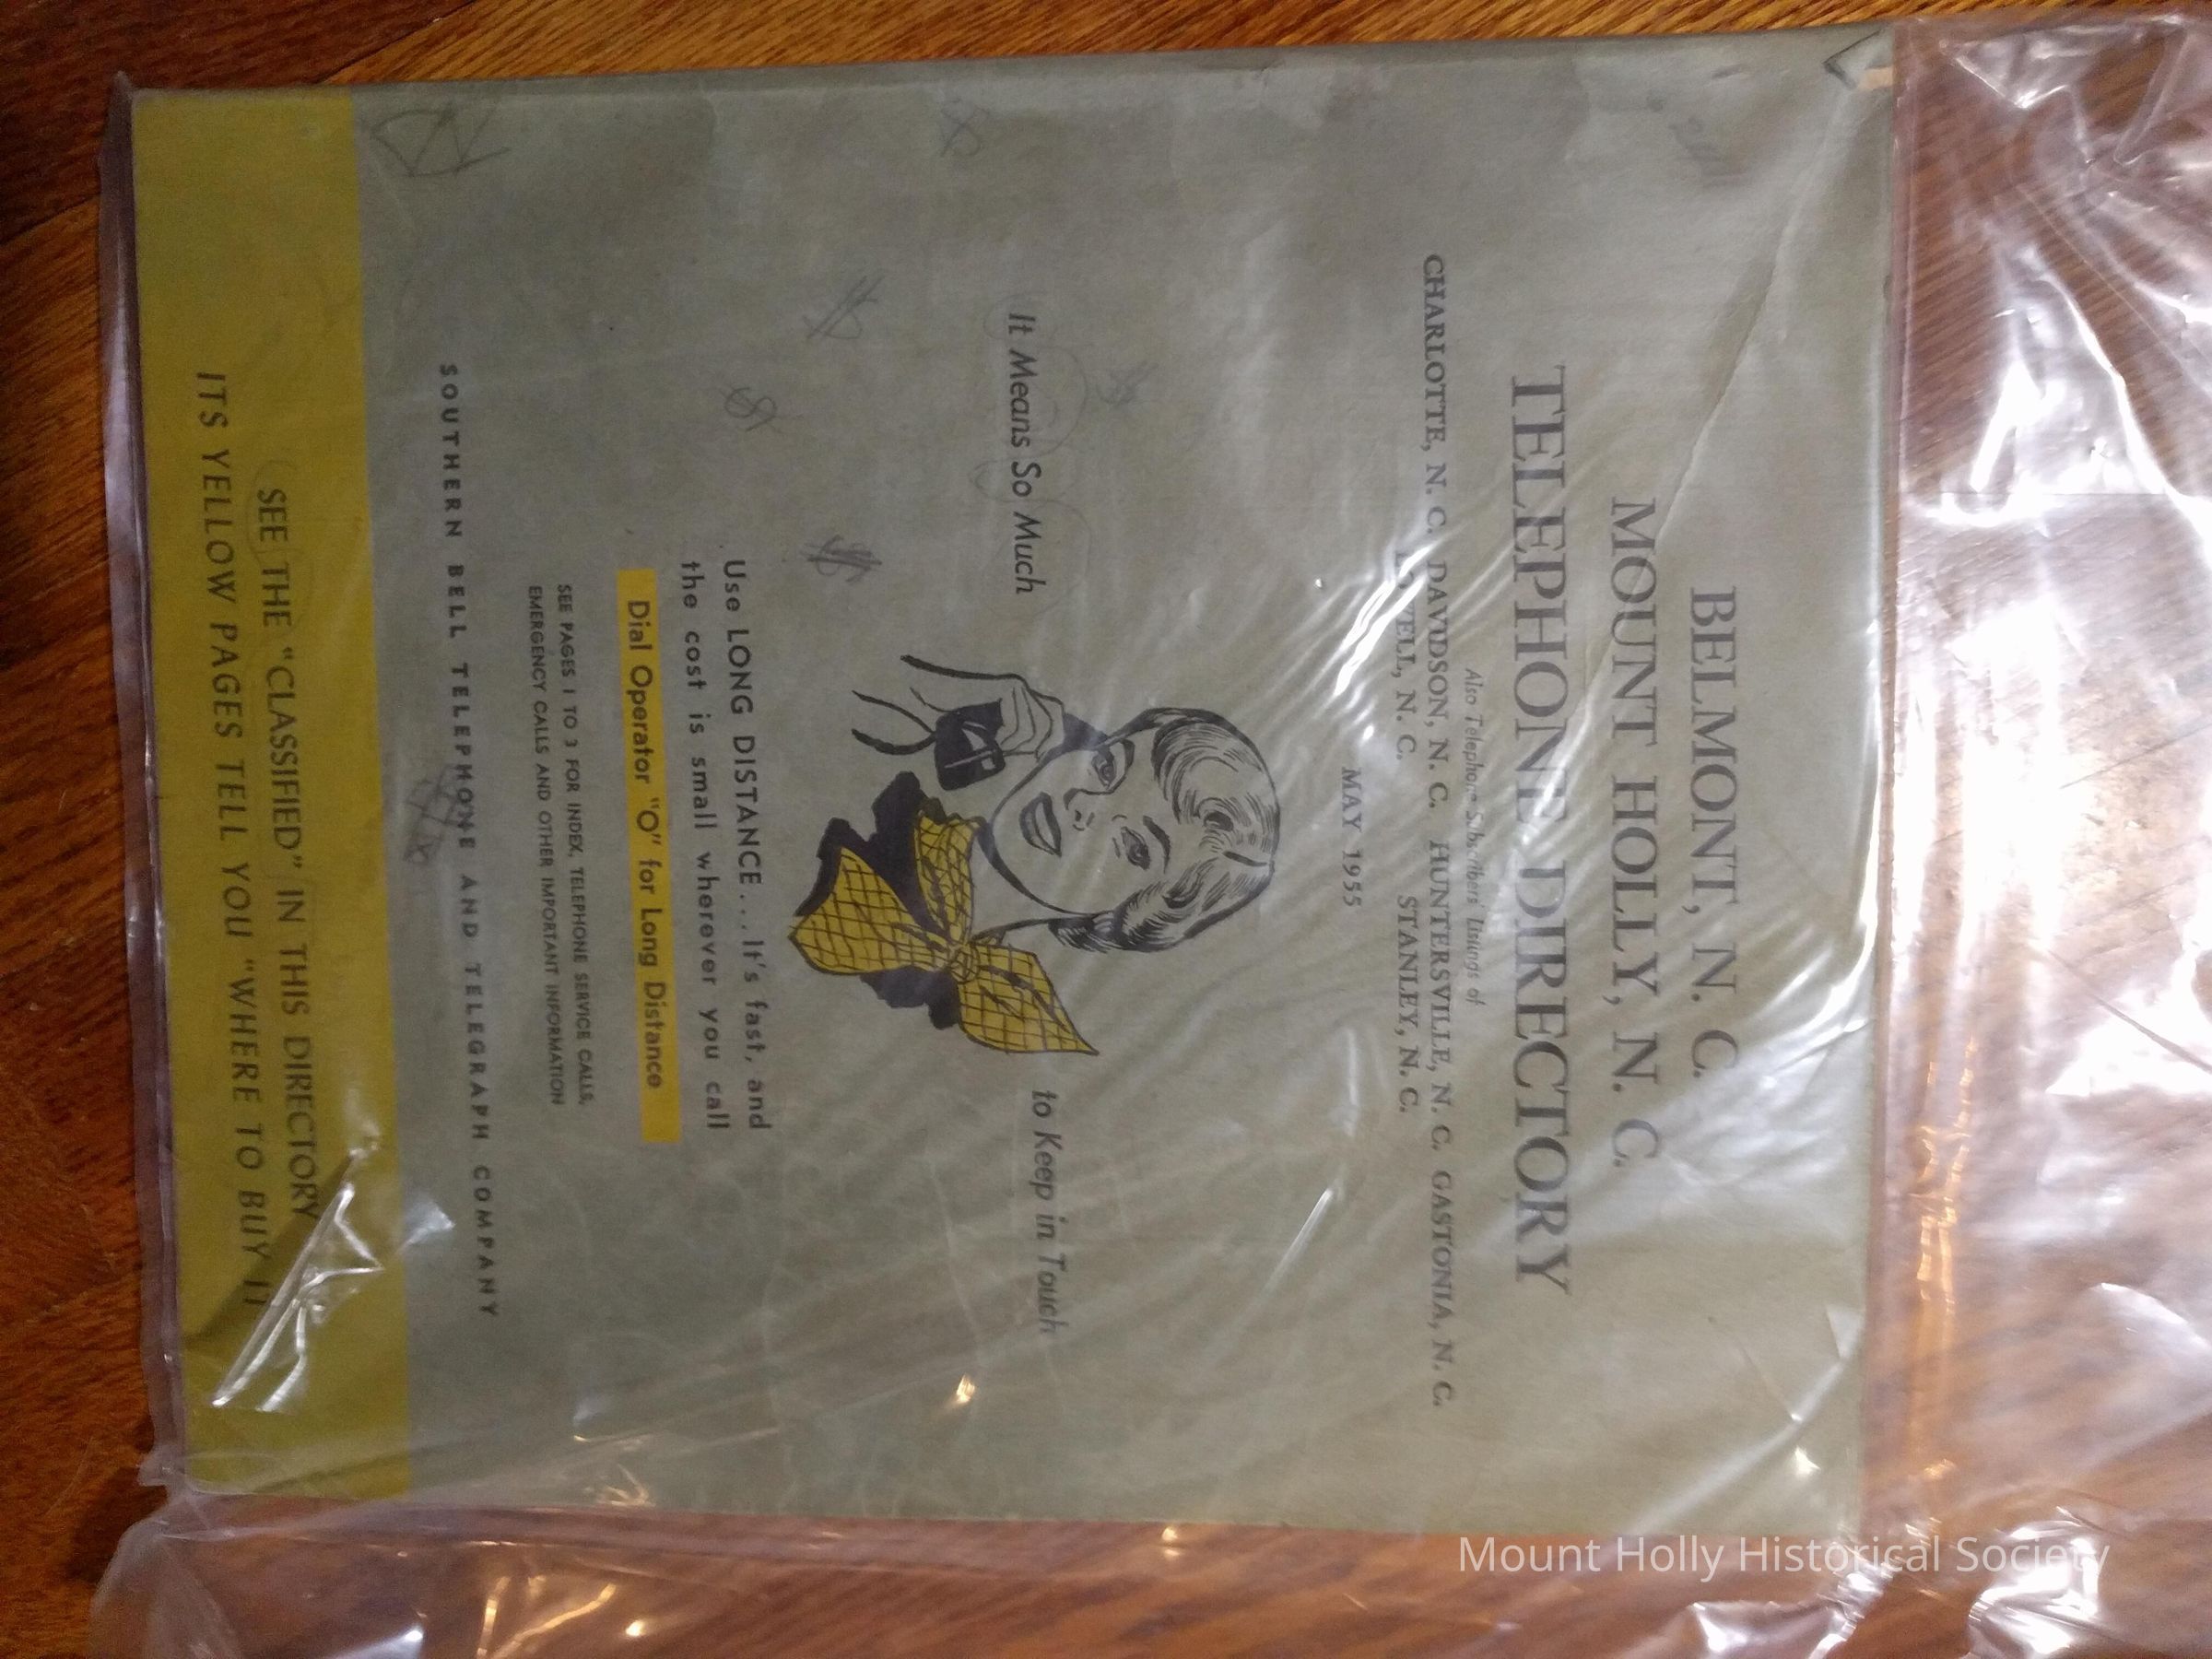 BELMONT, N. C.
MOUNT HOLLY, N. C.
TELEPHONE DIRECTORY
Also Telephone Subscribers' Listings of
CHARLOTTE, N. C. DAVIDSON, N. C. HUNTERSVILLE, N. C. GASTONIA, N. C.
LOWELL, N. C. STANLEY, N. C.
MAY 1955
It Means So Much
to Keep in Touch
Use LONG DISTANCE... It's fast, and
the cost is small wherever you call
Dial Operator "O" for Long Distance
SEE PAGES 1 TO 3 FOR INDEX, TELEPHONE SERVICE CALLS,
EMERGENCY CALLS AND OTHER IMPORTANT INFORMATION
SOUTHERN BELL TELEPHONE AND TELEGRAPH COMPANY
SEE THE "CLASSIFIED" IN THIS DIRECTORY
ITS YELLOW PAGES TELL YOU "WHERE TO BUY IT
Mount Holly Historical Society